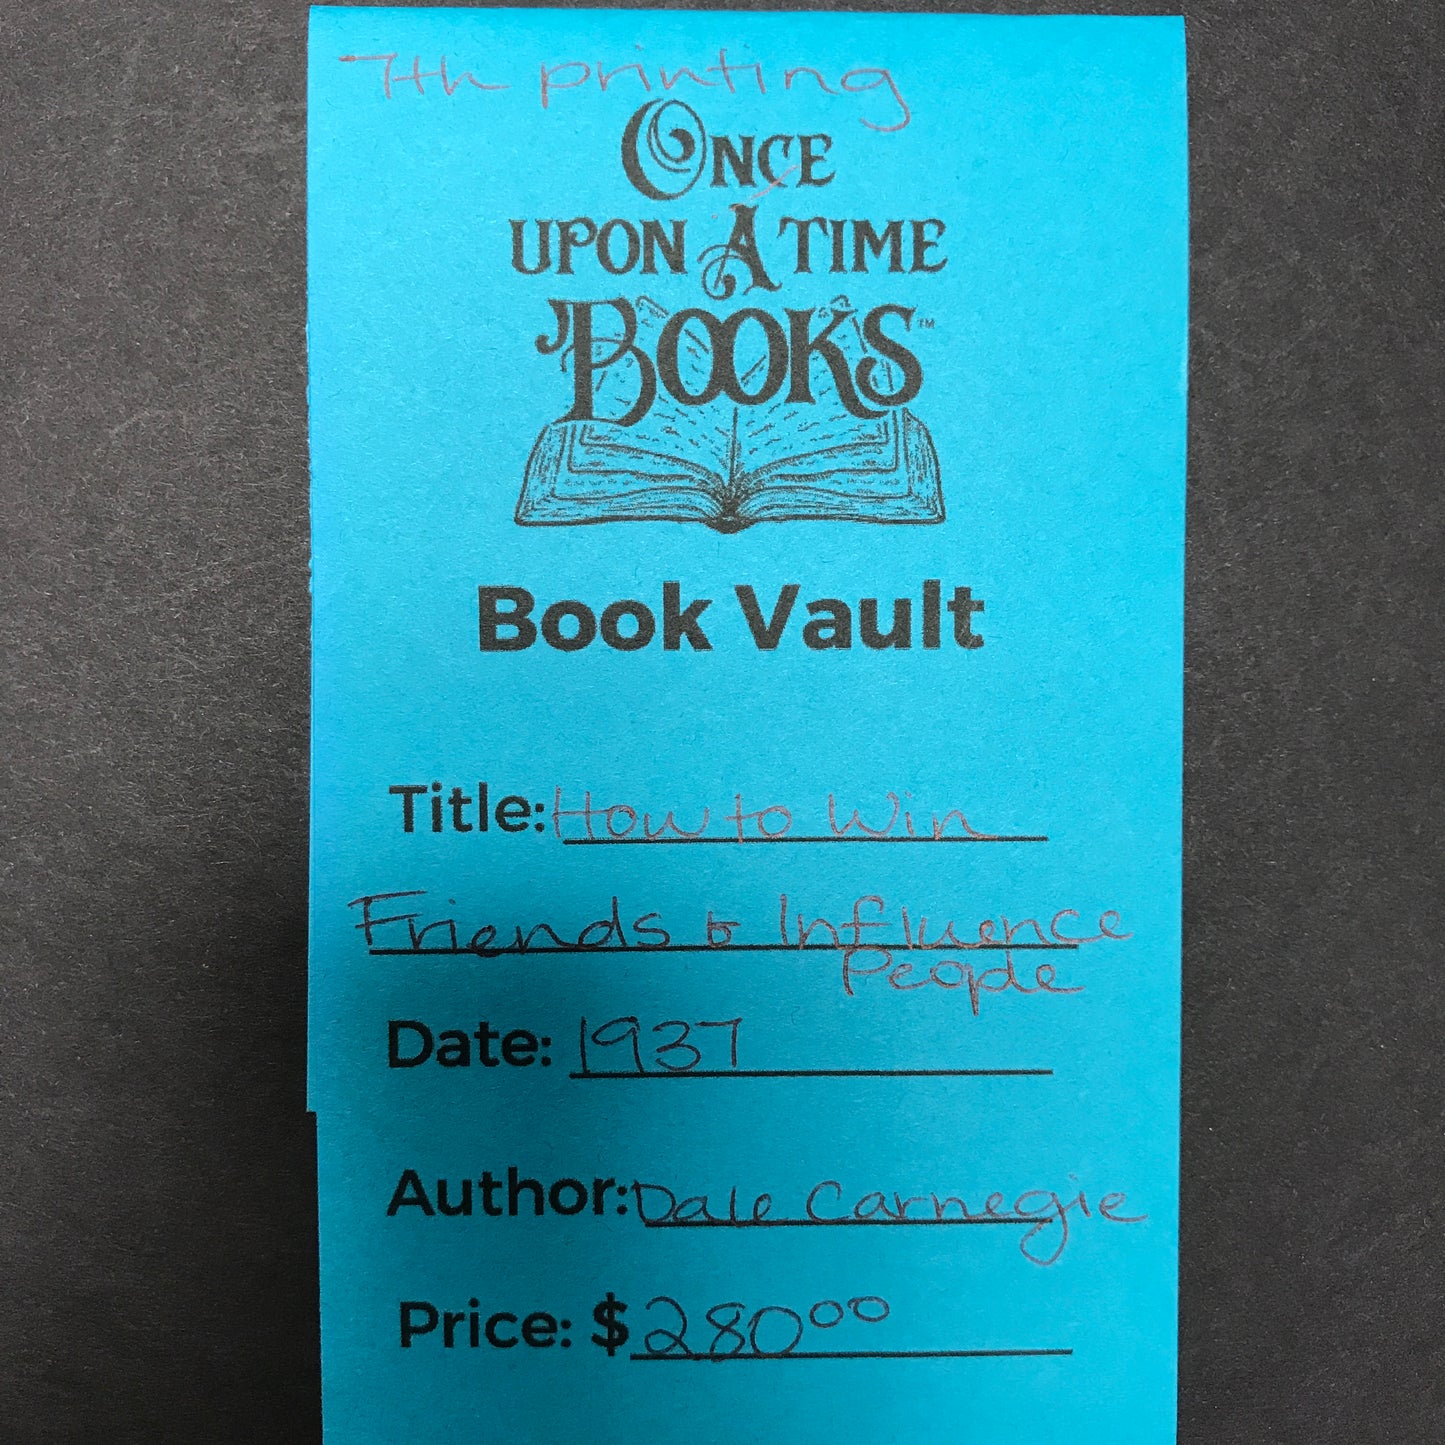 7th printing
ONCE
UPON A TIME
BOOKS™
Book Vault
Title: How to Win
Friends & Influence
People
Date: 1937
Author: Dale Carnegie
Price: $280.00